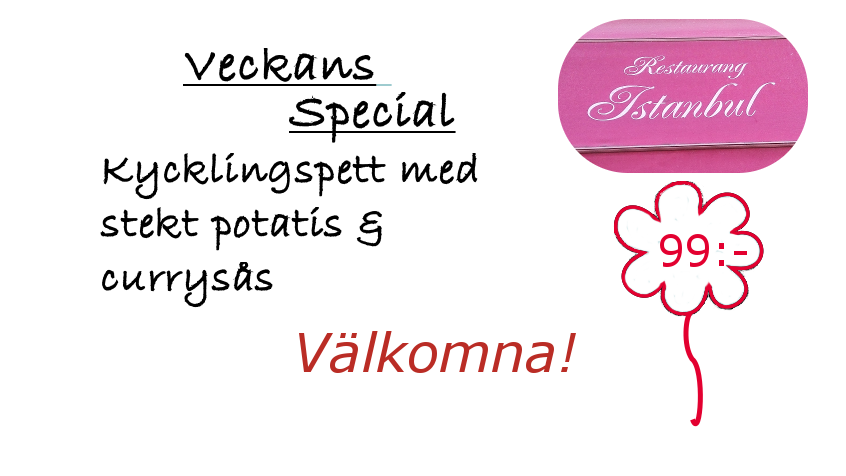 Veckans
Special
Kycklingspett med
stekt potatis &
currysås
Välkomna!
Restaurang
Istanbul
99:-